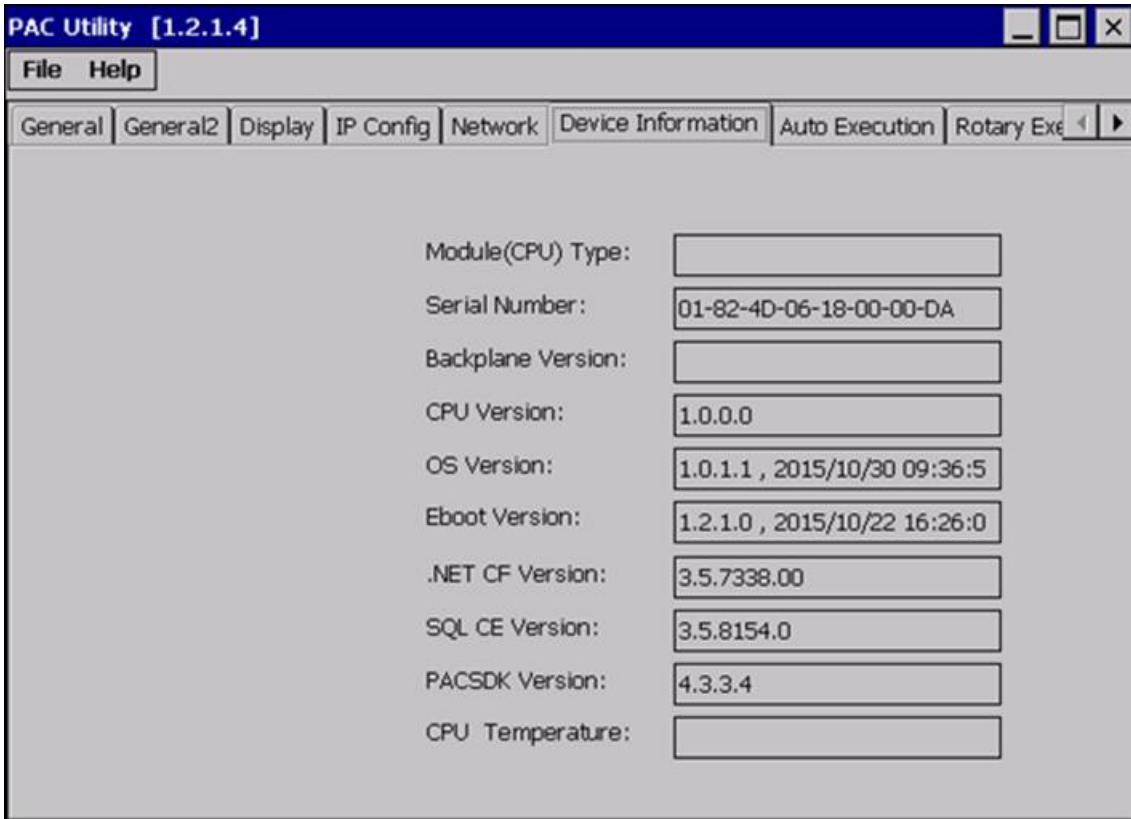 PAC Utility [1.2.1.4]
File Help
General General2 Display IP Config Network Device Information Auto Execution Rotary Exe
Module(CPU) Type:
Serial Number: 01-82-4D-06-18-00-00-DA
Backplane Version:
CPU Version: 1.0.0.0
OS Version: 1.0.1.1 , 2015/10/30 09:36:5
Eboot Version: 1.2.1.0 , 2015/10/22 16:26:0
.NET CF Version: 3.5.7338.00
SQL CE Version: 3.5.8154.0
PACSDK Version: 4.3.3.4
CPU Temperature: